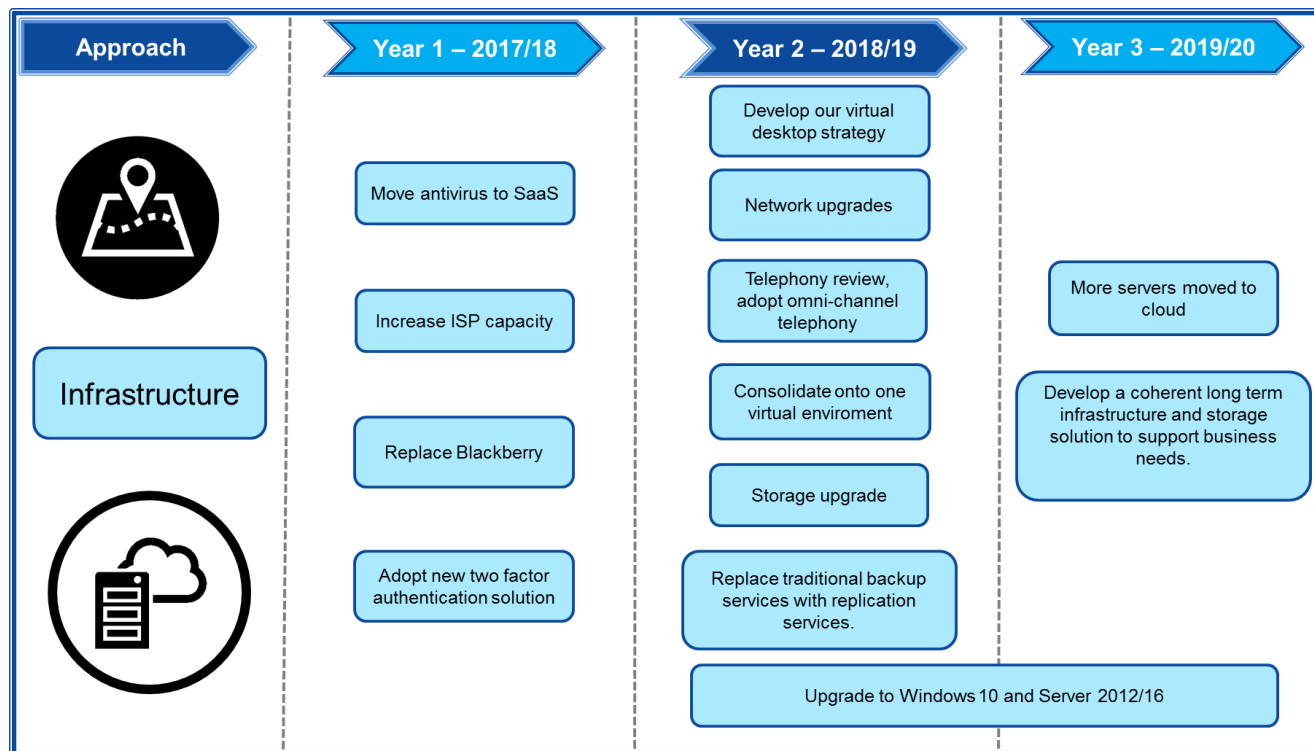 Approach
Year 1 – 2017/18
Year 2 – 2018/19
Year 3 – 2019/20
Infrastructure
Move antivirus to SaaS
Increase ISP capacity
Replace Blackberry
Adopt new two factor
authentication solution
Develop our virtual
desktop strategy
Network upgrades
Telephony review,
adopt omni-channel
telephony
Consolidate onto one
virtual enviroment
Storage upgrade
Replace traditional backup
services with replication
services.
More servers moved to
cloud
Develop a coherent long term
infrastructure and storage
solution to support business
needs.
Upgrade to Windows 10 and Server 2012/16